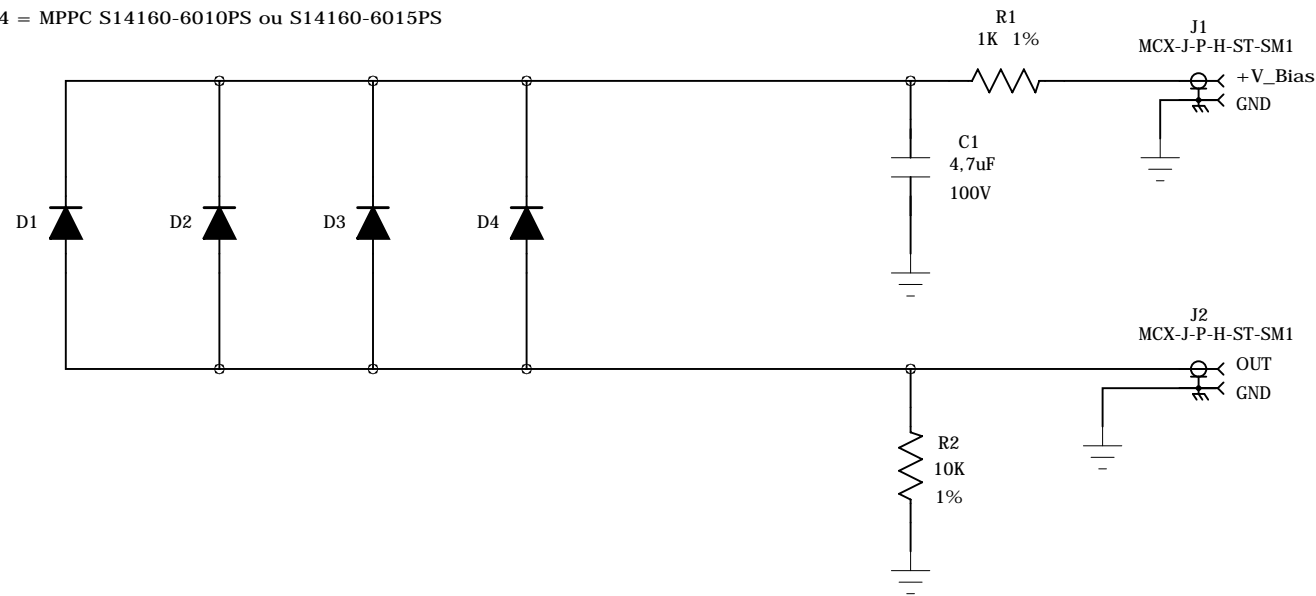 4 = MPPC S14160-6010PS ou S14160-6015PS
R1
1K 1%
J1
MCX-J-P-H-ST-SM1
+V_Bias
GND
C1
4,7uF
100V
D1
D2
D3
D4
J2
MCX-J-P-H-ST-SM1
OUT
GND
R2
10K
1%